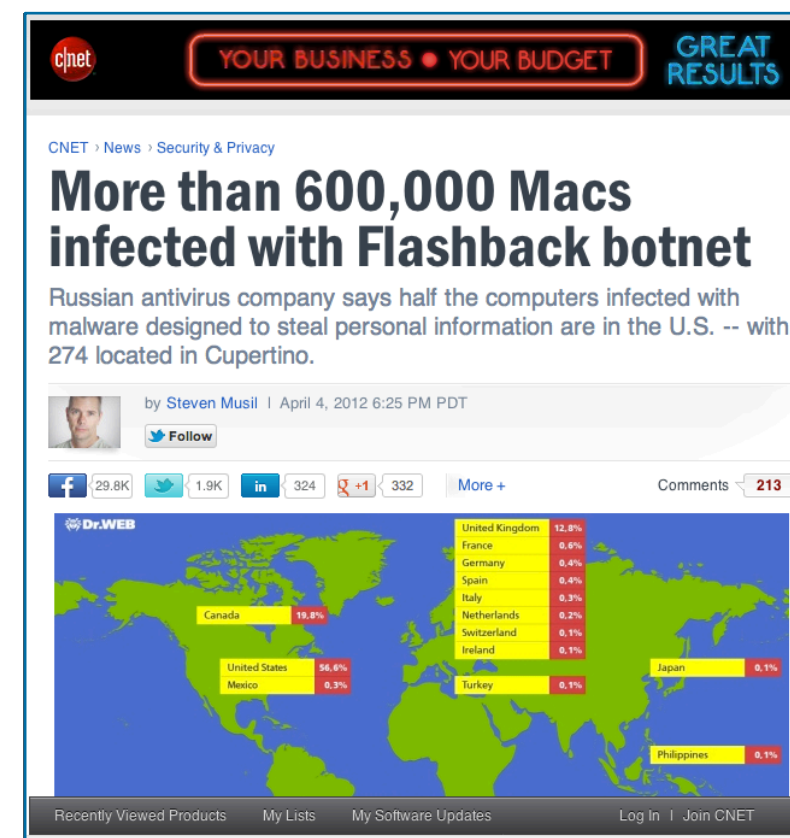 c|net
YOUR BUSINESS • YOUR BUDGET
GREAT
RESULTS
CNET › News › Security & Privacy
More than 600,000 Macs
infected with Flashback botnet
Russian antivirus company says half the computers infected with
malware designed to steal personal information are in the U.S. -- with
274 located in Cupertino.
by Steven Musil | April 4, 2012 6:25 PM PDT
Follow
f 29.8K 1.9K in 324 g +1 332 More + Comments 213
Dr.WEB
United Kingdom 12,8%
France 0,6%
Germany 0,4%
Spain 0,4%
Italy 0,3%
Netherlands 0,2%
Switzerland 0,1%
Ireland 0,1%
Canada 19,8%
United States 56,6%
Mexico 0,3%
Turkey 0,1%
Japan 0,1%
Philippines 0,1%
Recently Viewed Products My Lists My Software Updates Log In | Join CNET